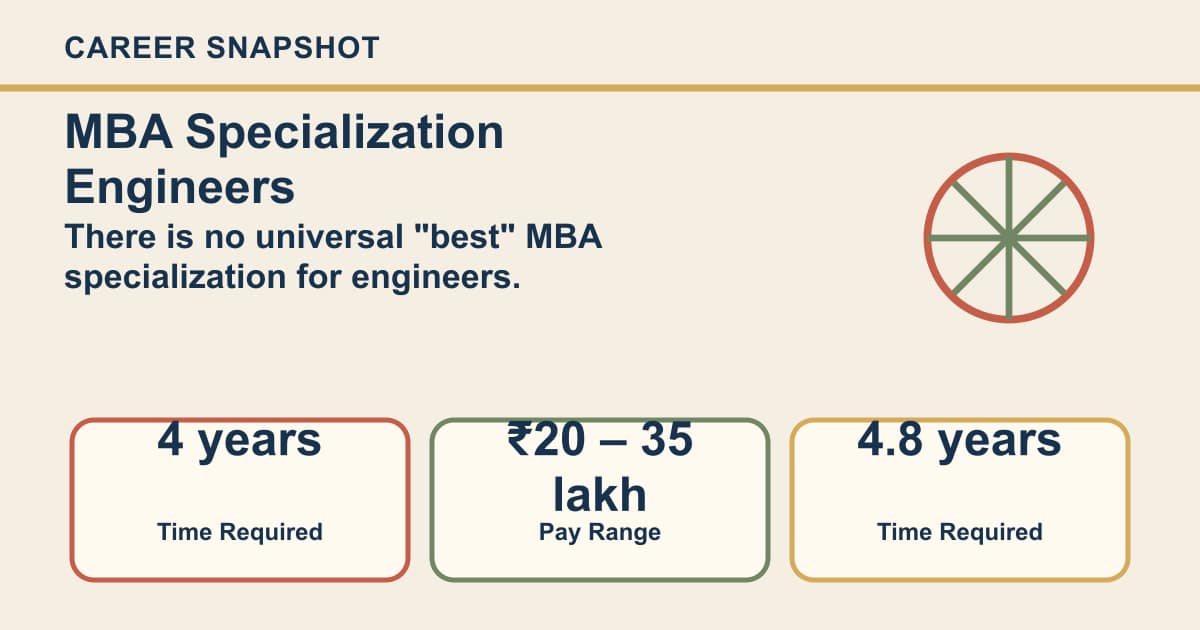 CAREER SNAPSHOT
MBA Specialization
Engineers
There is no universal "best" MBA
specialization for engineers.
4 years
Time Required
₹20 – 35
lakh
Pay Range
4.8 years
Time Required